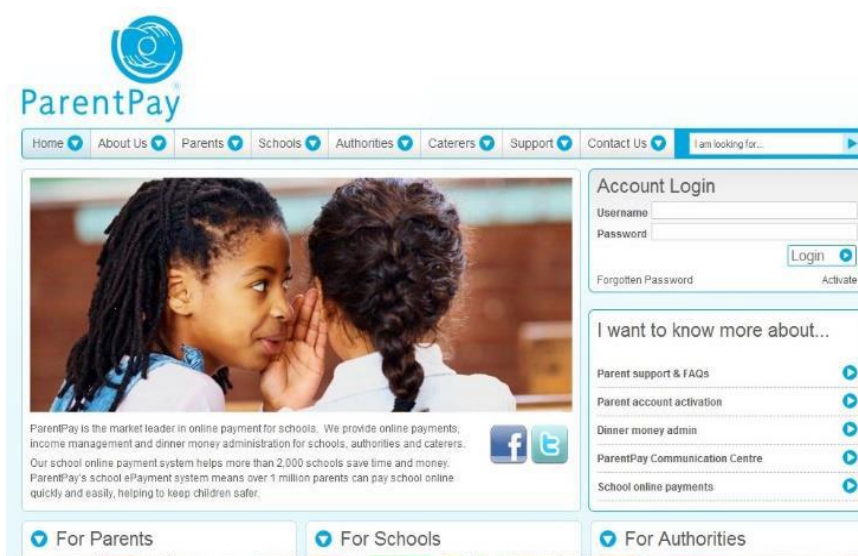 ParentPay
Home About Us Parents Schools Authorities Caterers Support Contact Us I am looking for...
Account Login
Username
Password
Login
Forgotten Password Activate
I want to know more about...
Parent support & FAQs
Parent account activation
Dinner money admin
ParentPay Communication Centre
School online payments
ParentPay is the market leader in online payment for schools. We provide online payments,
income management and dinner money administration for schools, authorities and caterers.
Our school online payment system helps more than 2,000 schools save time and money.
ParentPay's school ePayment system means over 1 million parents can pay school online
quickly and easily, helping to keep children safer.
For Parents For Schools For Authorities